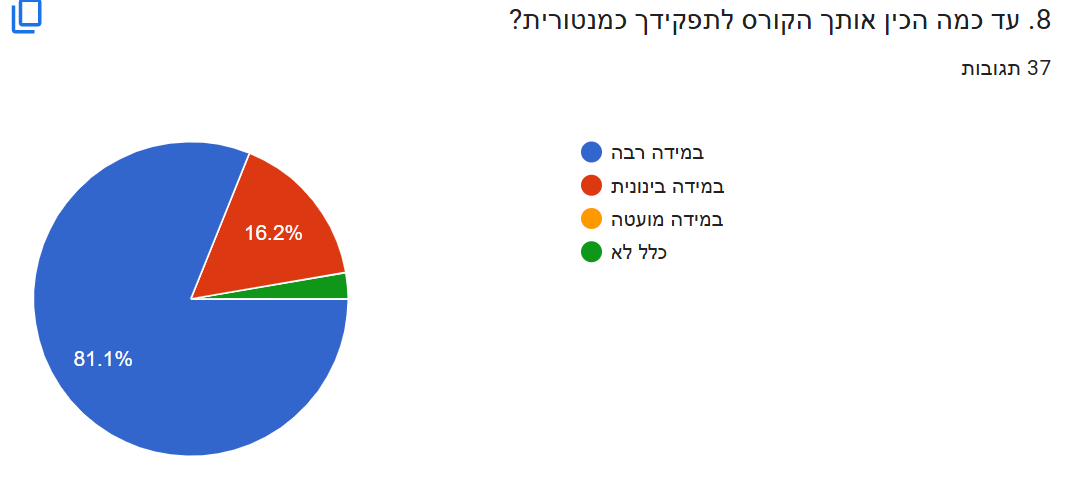 8. עד כמה הכין אותך הקורס לתפקידך כמנטורית?
37 תגובות
במידה רבה
במידה בינונית
במידה מועטה
כלל לא
16.2%
81.1%